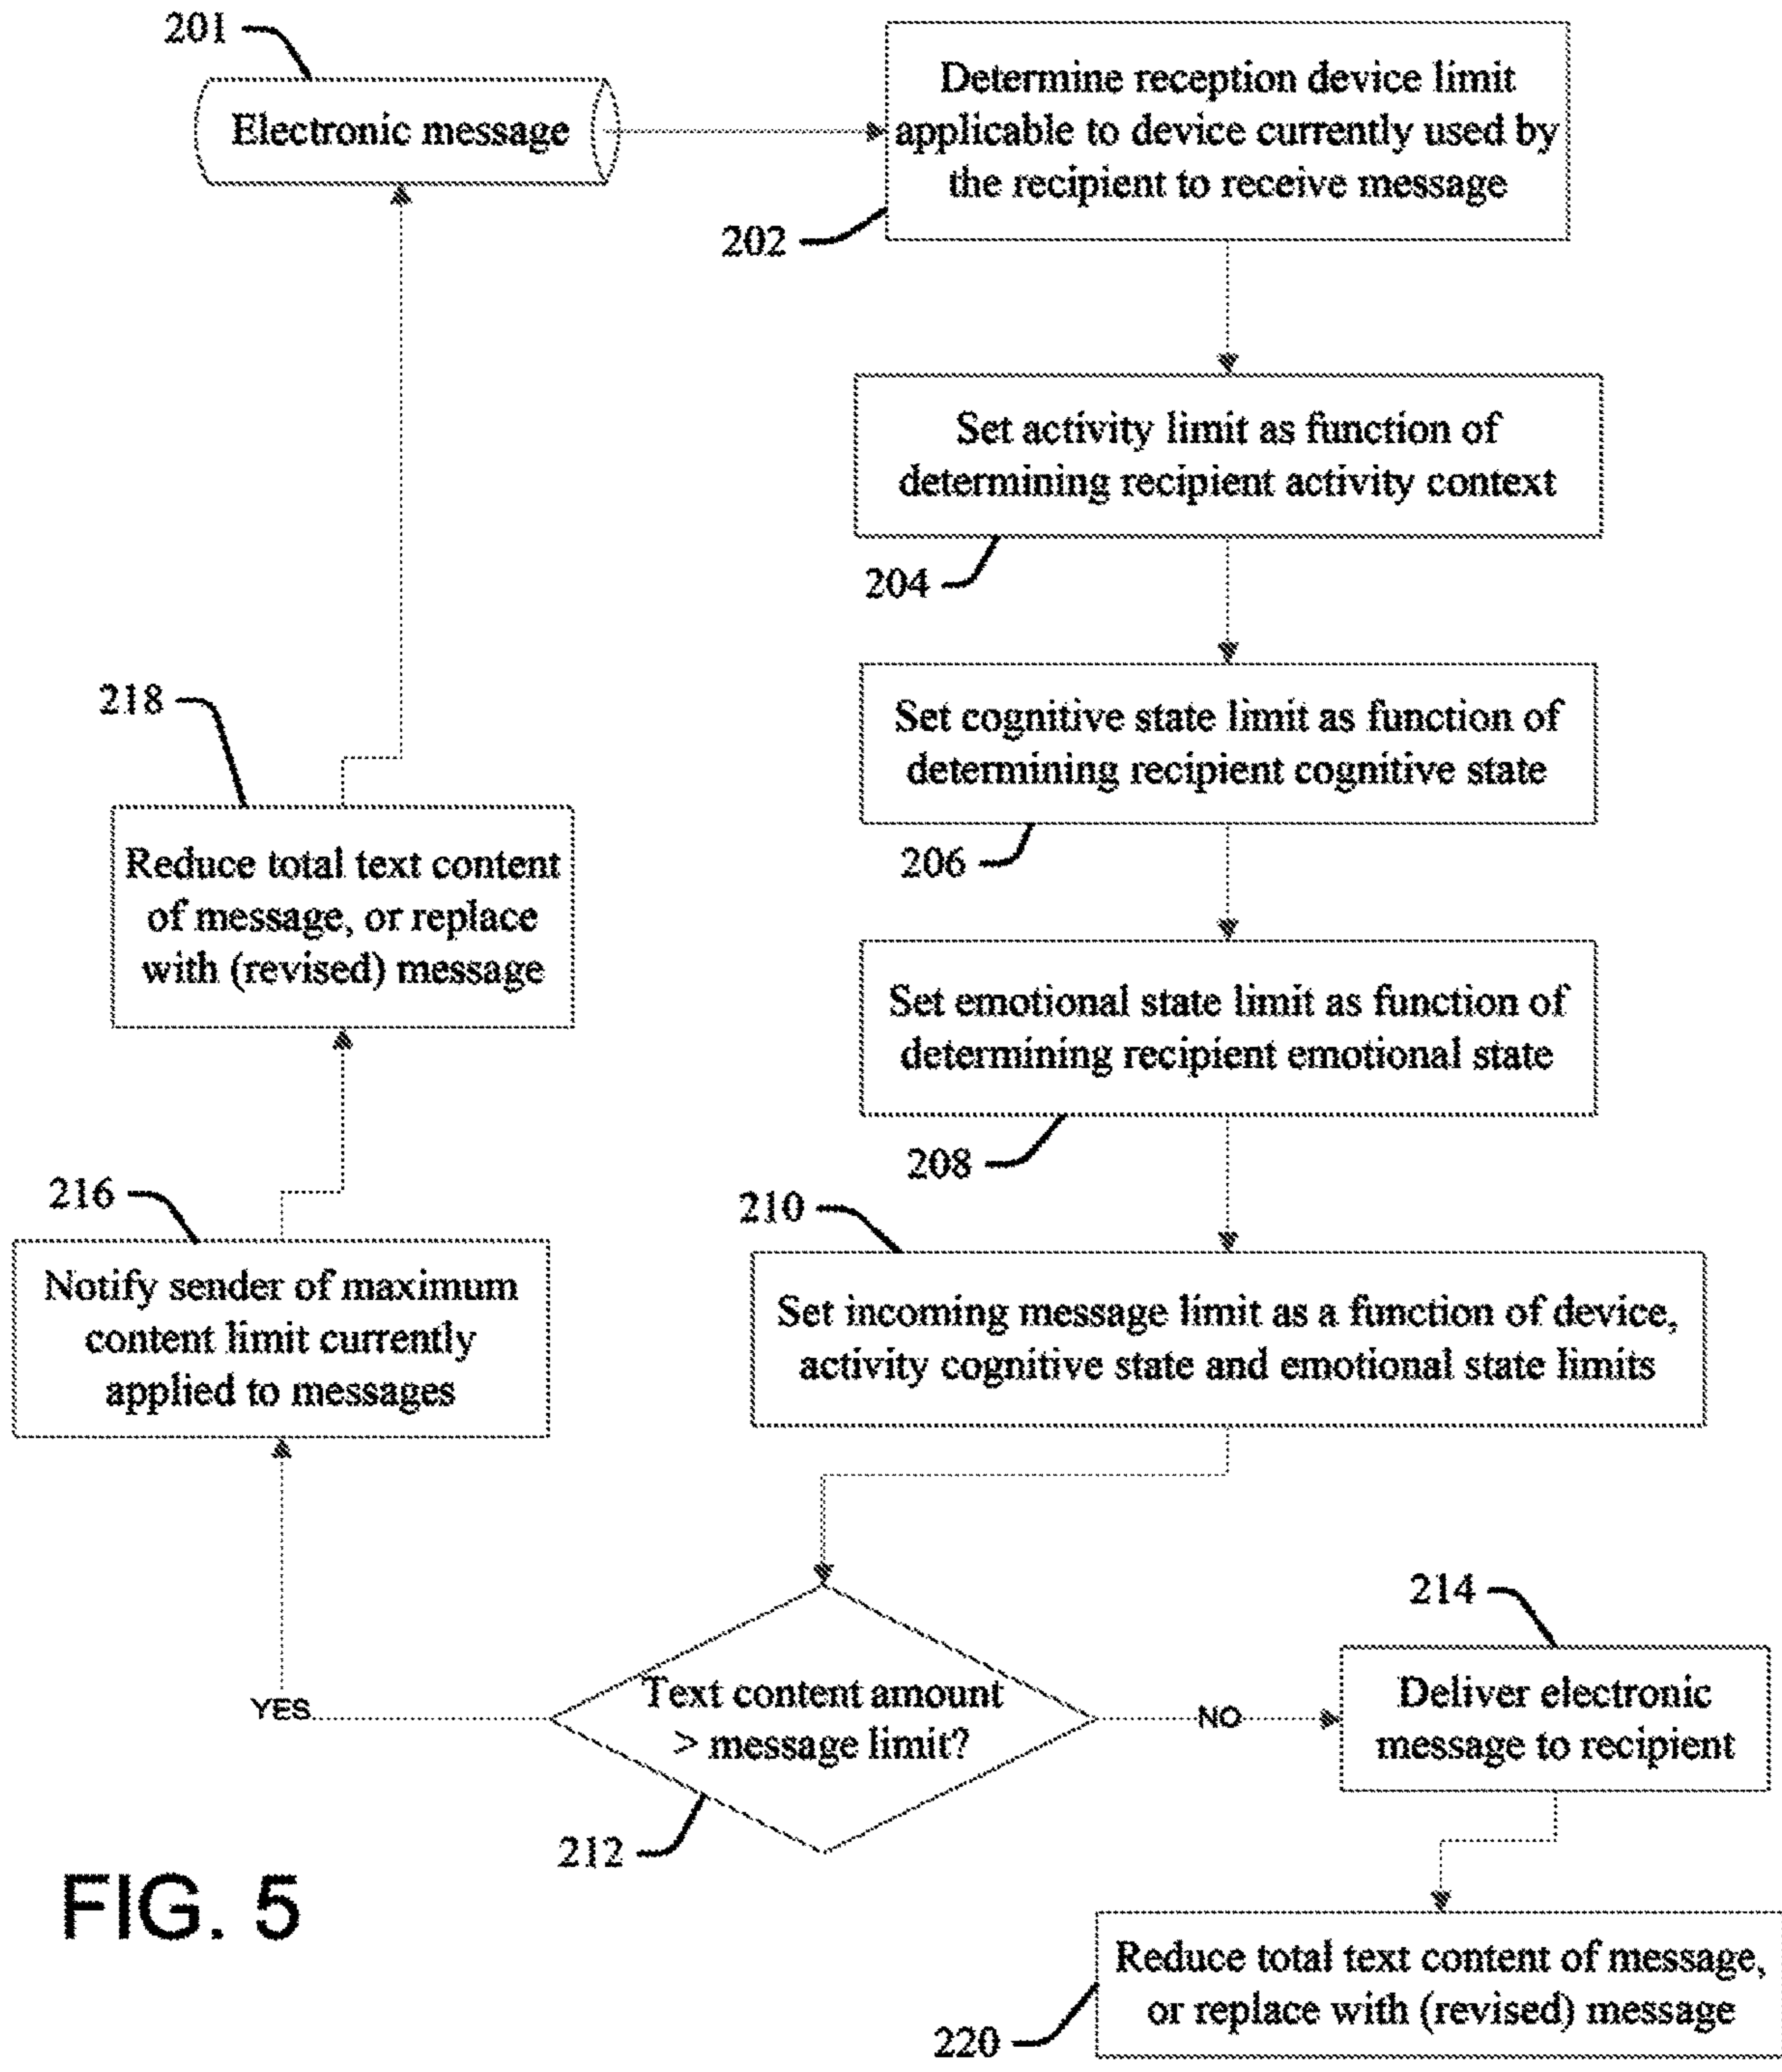 201
Electronic message
Determine reception device limit
applicable to device currently used by
the recipient to receive message
202
Set activity limit as function of
determining recipient activity context
204
218
Set cognitive state limit as function of
determining recipient cognitive state
206
Reduce total text content
of message, or replace
with (revised) message
Set emotional state limit as function of
determining recipient emotional state
208
216
210
Notify sender of maximum
content limit currently
applied to messages
Set incoming message limit as a function of device,
activity cognitive state and emotional state limits
214
YES
Text content amount
> message limit?
NO
Deliver electronic
message to recipient
212
FIG. 5
Reduce total text content of message,
or replace with (revised) message
220